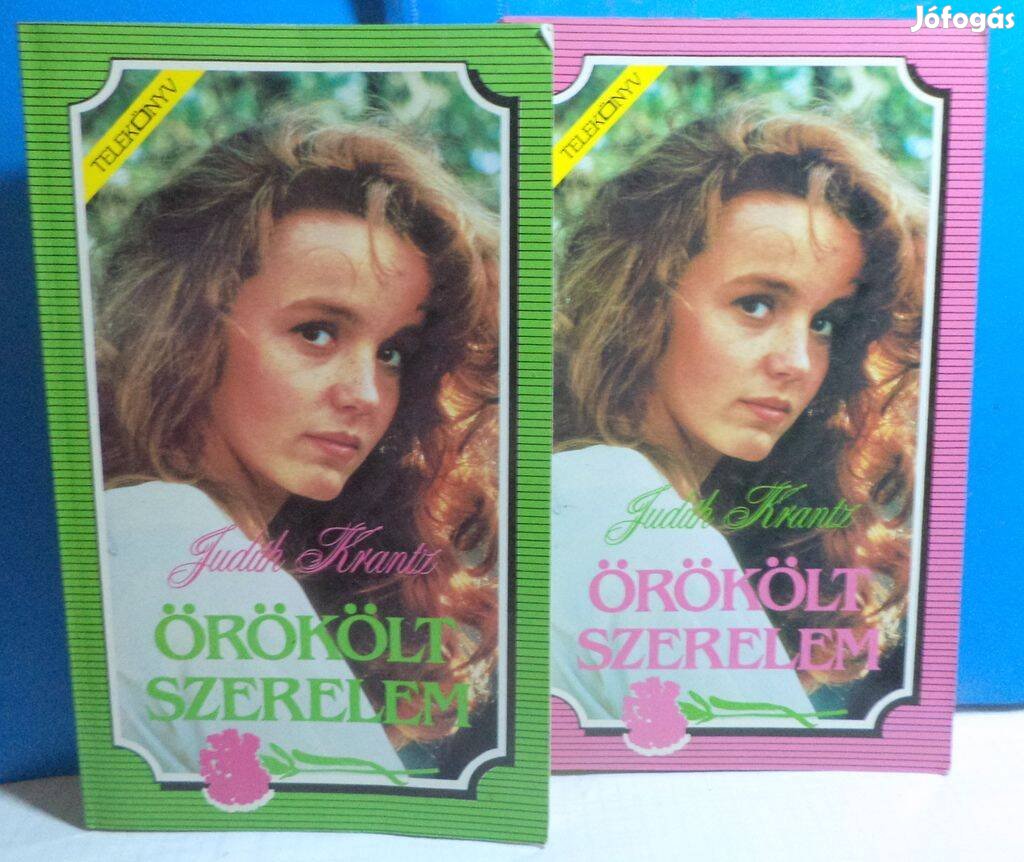 Jófogás
TELEKÖNYV
Judith Krantz
ÖRÖKÖLT
SZERELEM
TELEKÖNYV
Judith Krantz
ÖRÖKÖLT
SZERELEM